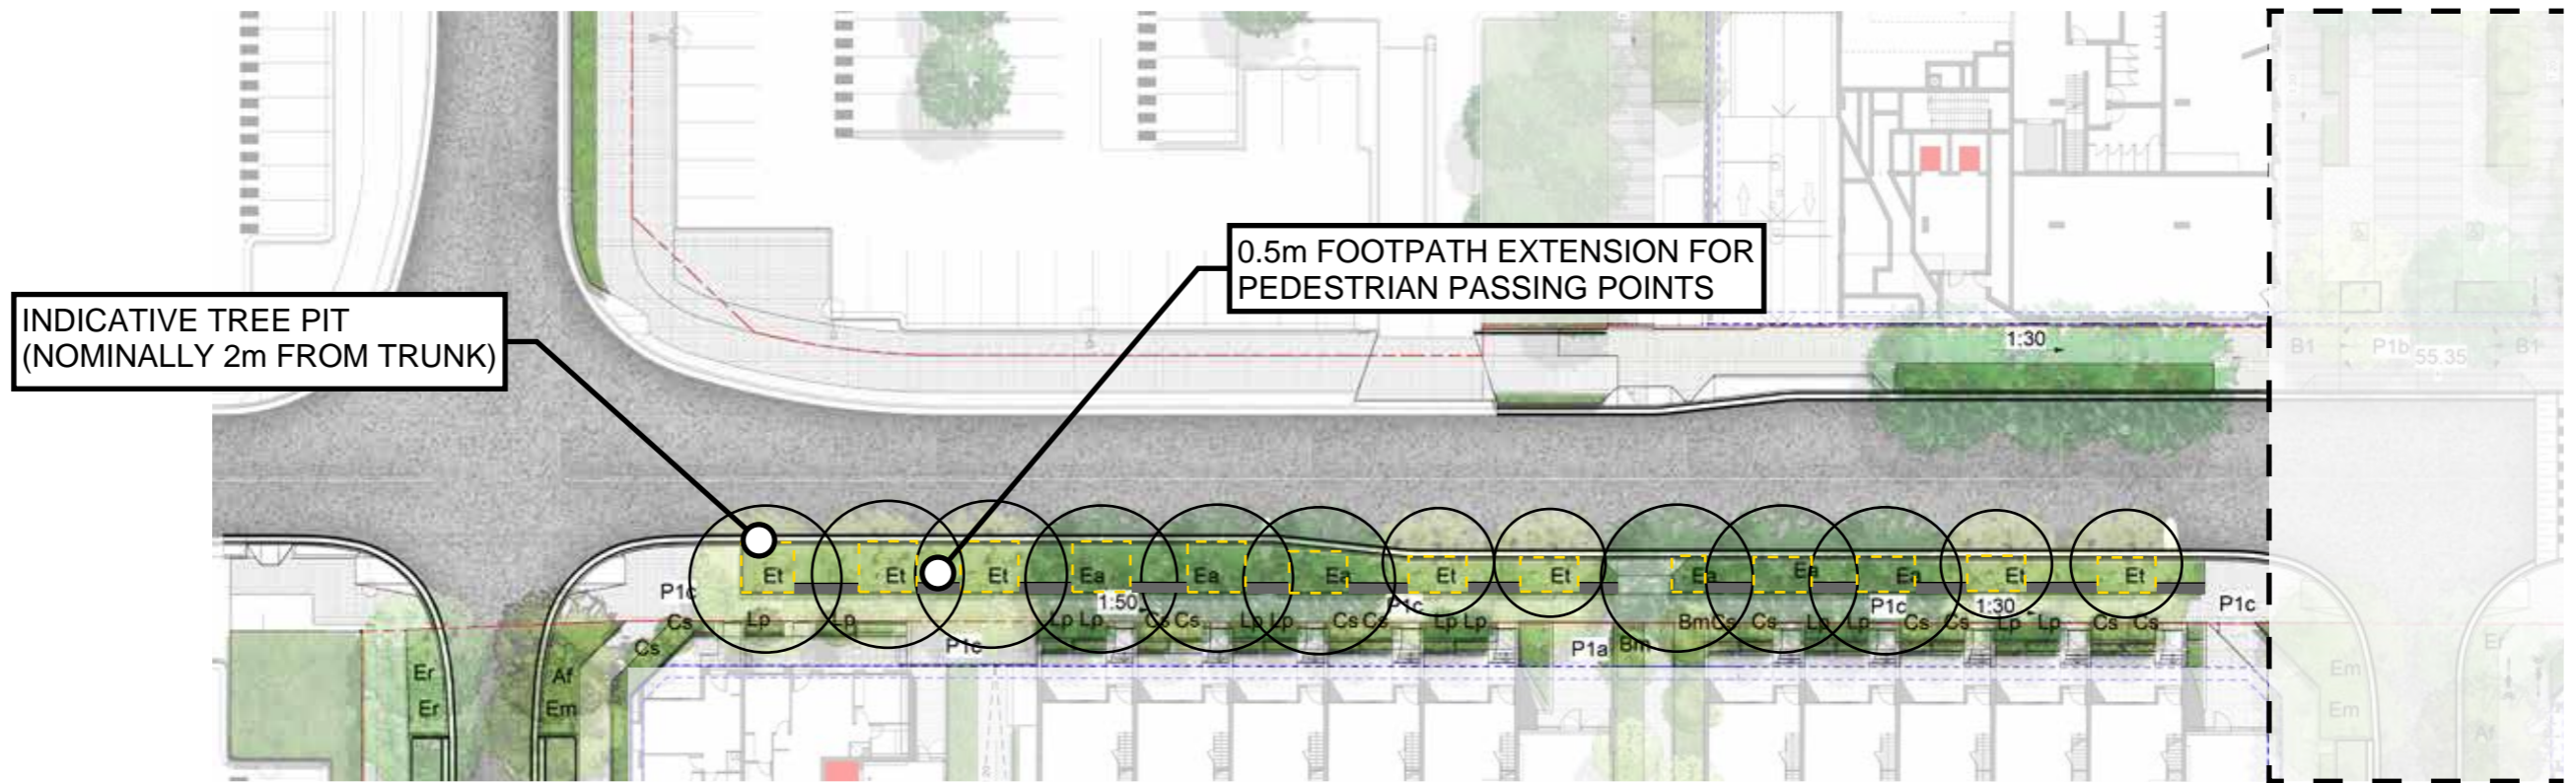 0.5m FOOTPATH EXTENSION FOR
PEDESTRIAN PASSING POINTS
INDICATIVE TREE PIT
(NOMINALLY 2m FROM TRUNK)
1:30
B1 P1b 55.35 B1
Et Et Et Ea Ea Ea Et Et Ea Ea Ea Et Et
P1c 1:50 P1c P1c 1:30 P1c
Cs Lp Lp Lp Lp Cs Cs Lp Lp Cs Cs Lp Lp Bm Cs Cs Lp Lp Cs Cs Lp Lp Cs Cs
Cs P1c P1a Bm Er
Er Af Em
Er Em Em
Af